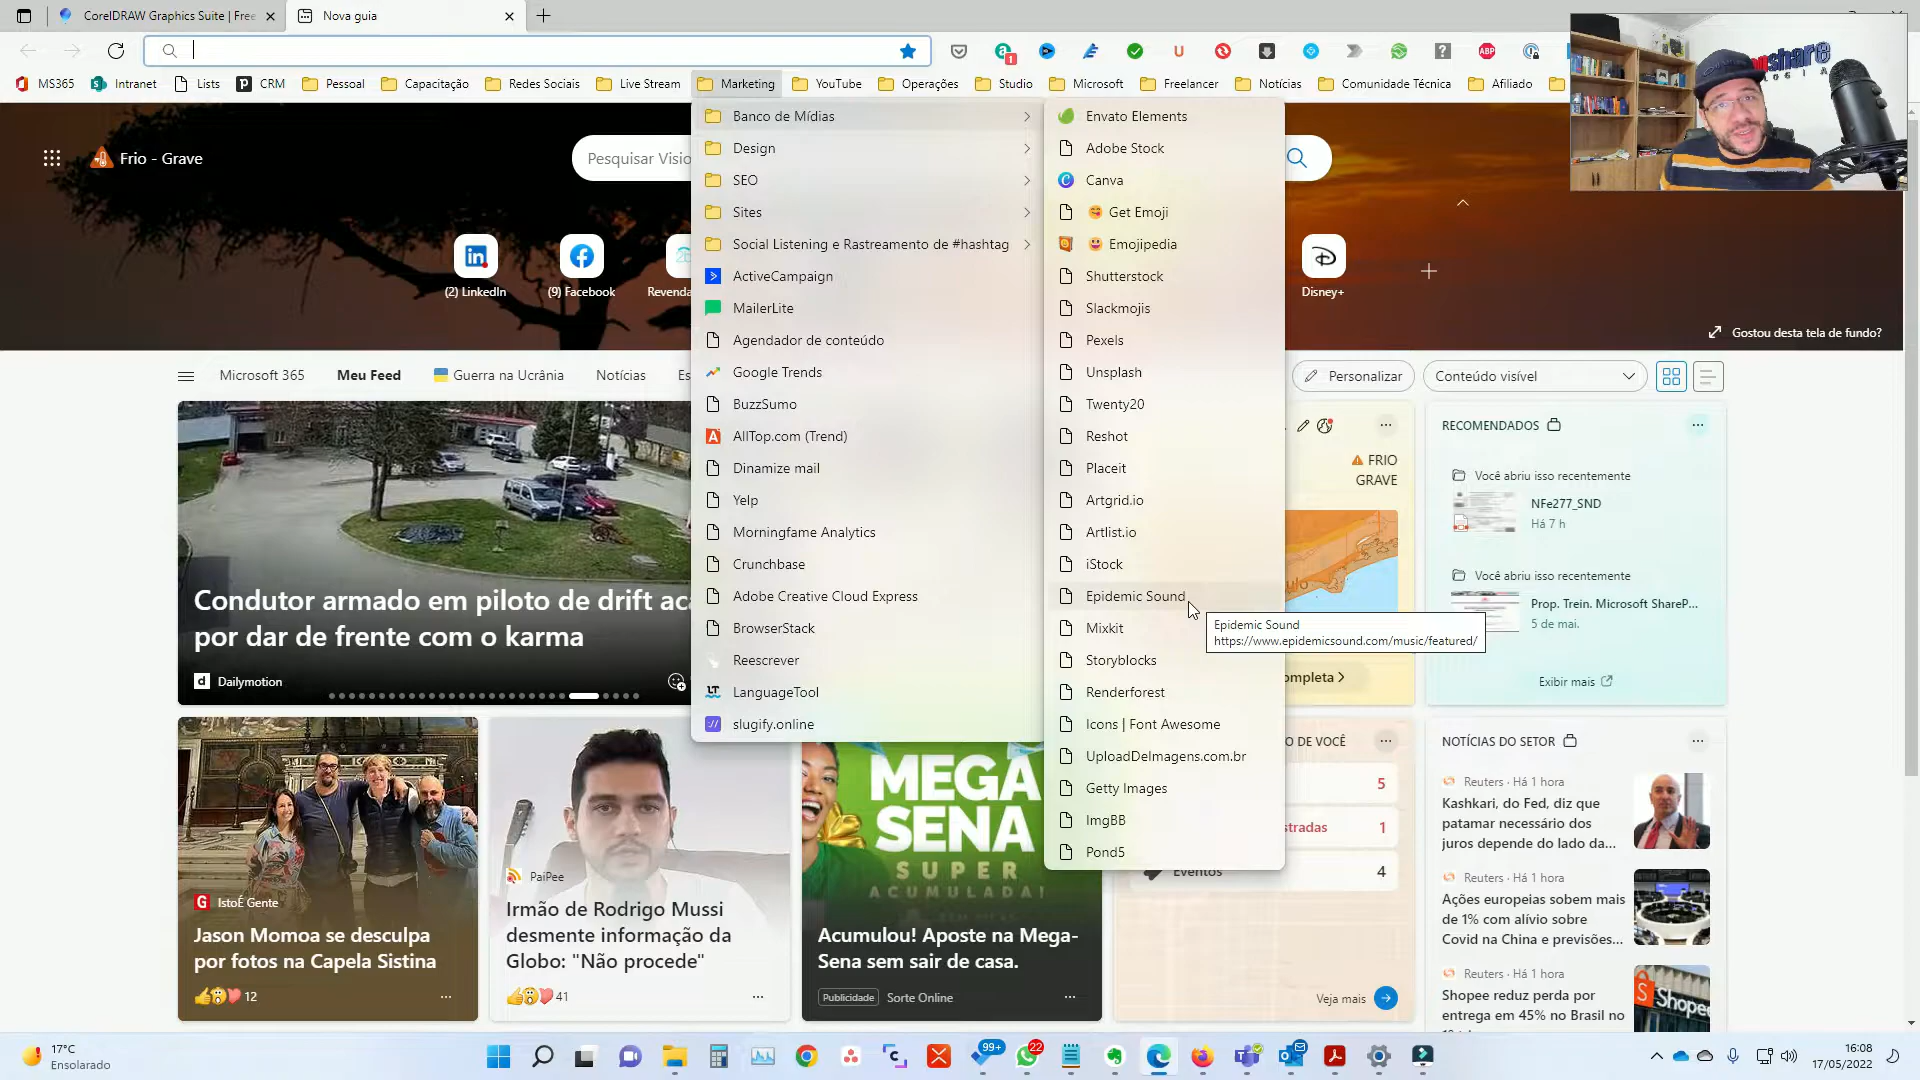 CorelDRAW Graphics Suite | Free
Nova guia
MS365
Intranet
Lists
CRM
Pessoal
Capacitação
Redes Sociais
Live Stream
Marketing
YouTube
Operações
Studio
Microsoft
Freelancer
Notícias
Comunidade Técnica
Afiliado
Frio - Grave
Pesquisar Visio
(2) LinkedIn
(9) Facebook
Revenda
Disney+
Gostou desta tela de fundo?
Banco de Mídias
Design
SEO
Sites
Social Listening e Rastreamento de #hashtag
ActiveCampaign
MailerLite
Agendador de conteúdo
Google Trends
BuzzSumo
AllTop.com (Trend)
Dinamize mail
Yelp
Morningfame Analytics
Crunchbase
Adobe Creative Cloud Express
BrowserStack
Reescrever
LanguageTool
slugify.online
Envato Elements
Adobe Stock
Canva
😋 Get Emoji
😃 Emojipedia
Shutterstock
Slackmojis
Pexels
Unsplash
Twenty20
Reshot
Placeit
Artgrid.io
Artlist.io
iStock
Epidemic Sound
Mixkit
Storyblocks
Renderforest
Icons | Font Awesome
UploadDeImagens.com.br
Getty Images
ImgBB
Pond5
Epidemic Sound
https://www.epidemicsound.com/music/featured/
Microsoft 365
Meu Feed
Guerra na Ucrânia
Notícias
Es
Personalizar
Conteúdo visível
Condutor armado em piloto de drift aca
por dar de frente com o karma
Dailymotion
FRIO
GRAVE
ompleta
RECOMENDADOS
Você abriu isso recentemente
NFe277_SND
Há 7 h
Você abriu isso recentemente
Prop. Trein. Microsoft ShareP...
5 de mai.
Exibir mais
IstoÉ Gente
Jason Momoa se desculpa
por fotos na Capela Sistina
12
PaiPee
Irmão de Rodrigo Mussi
desmente informação da
Globo: "Não procede"
41
MEGA
SENA
SUPER
ACUMULADA!
Acumulou! Aposte na Mega-
Sena sem sair de casa.
Publicidade
Sorte Online
O DE VOCÊ
5
stradas
1
Eventos
4
Veja mais
NOTÍCIAS DO SETOR
Reuters · Há 1 hora
Kashkari, do Fed, diz que
patamar necessário dos
juros depende do lado da...
Reuters · Há 1 hora
Ações europeias sobem mais
de 1% com alívio sobre
Covid na China e previsões...
Reuters · Há 1 hora
Shopee reduz perda por
entrega em 45% no Brasil no
Shopee
17°C
Ensolarado
99+
22
16:08
17/05/2022